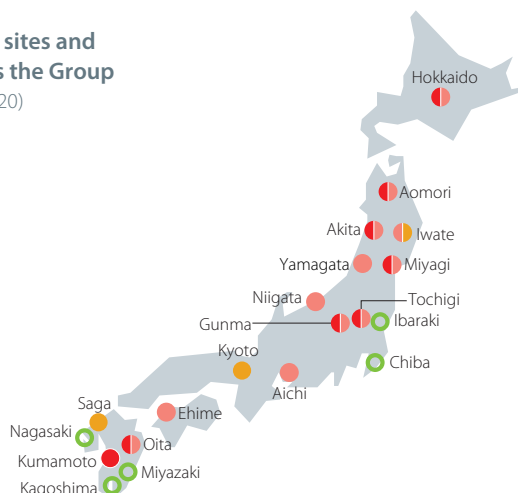 sites and
s the Group
20)
Hokkaido
Aomori
Akita
Iwate
Yamagata
Miyagi
Niigata
Tochigi
Gunma
Ibaraki
Kyoto
Chiba
Aichi
Saga
Ehime
Nagasaki
Oita
Kumamoto
Miyazaki
Kagoshima